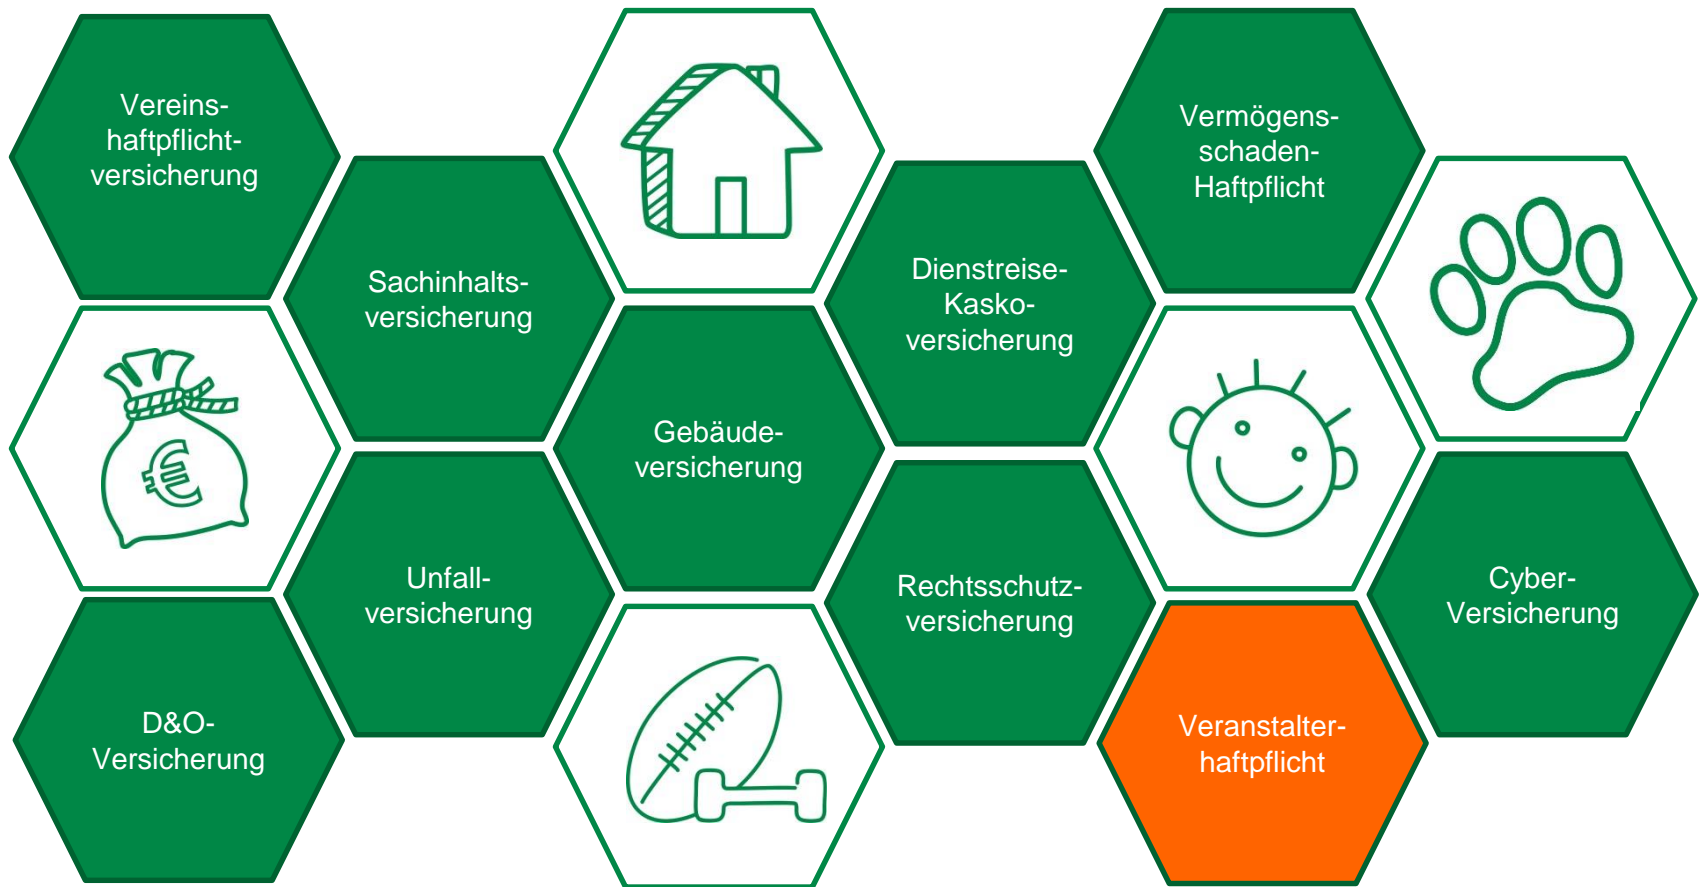 Vereins-
haftpflicht-
versicherung
Sachinhalts-
versicherung
Gebäude-
versicherung
Dienstreise-
Kasko-
versicherung
Vermögens-
schaden-
Haftpflicht
€
Unfall-
versicherung
Rechtsschutz-
versicherung
Cyber-
Versicherung
D&O-
Versicherung
Veranstalter-
haftpflicht